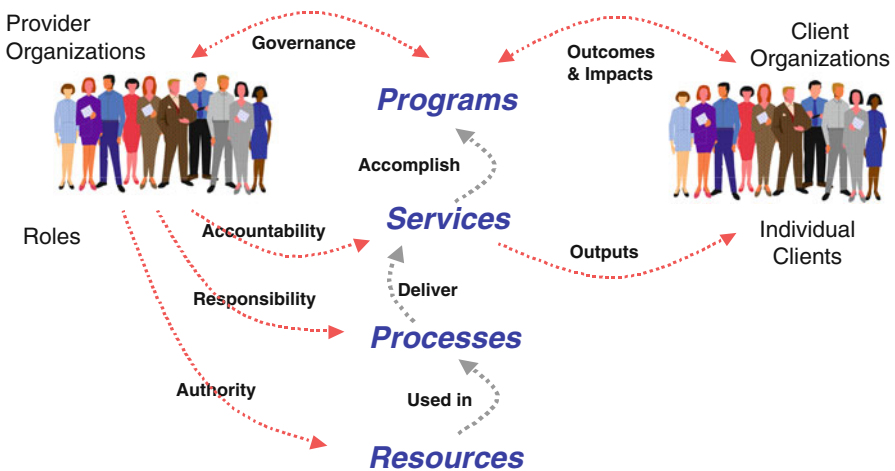 Provider
Organizations
Governance
Outcomes
& Impacts
Client
Organizations
Programs
Accomplish
Services
Roles
Accountability
Outputs
Individual
Clients
Responsibility
Deliver
Processes
Authority
Used in
Resources